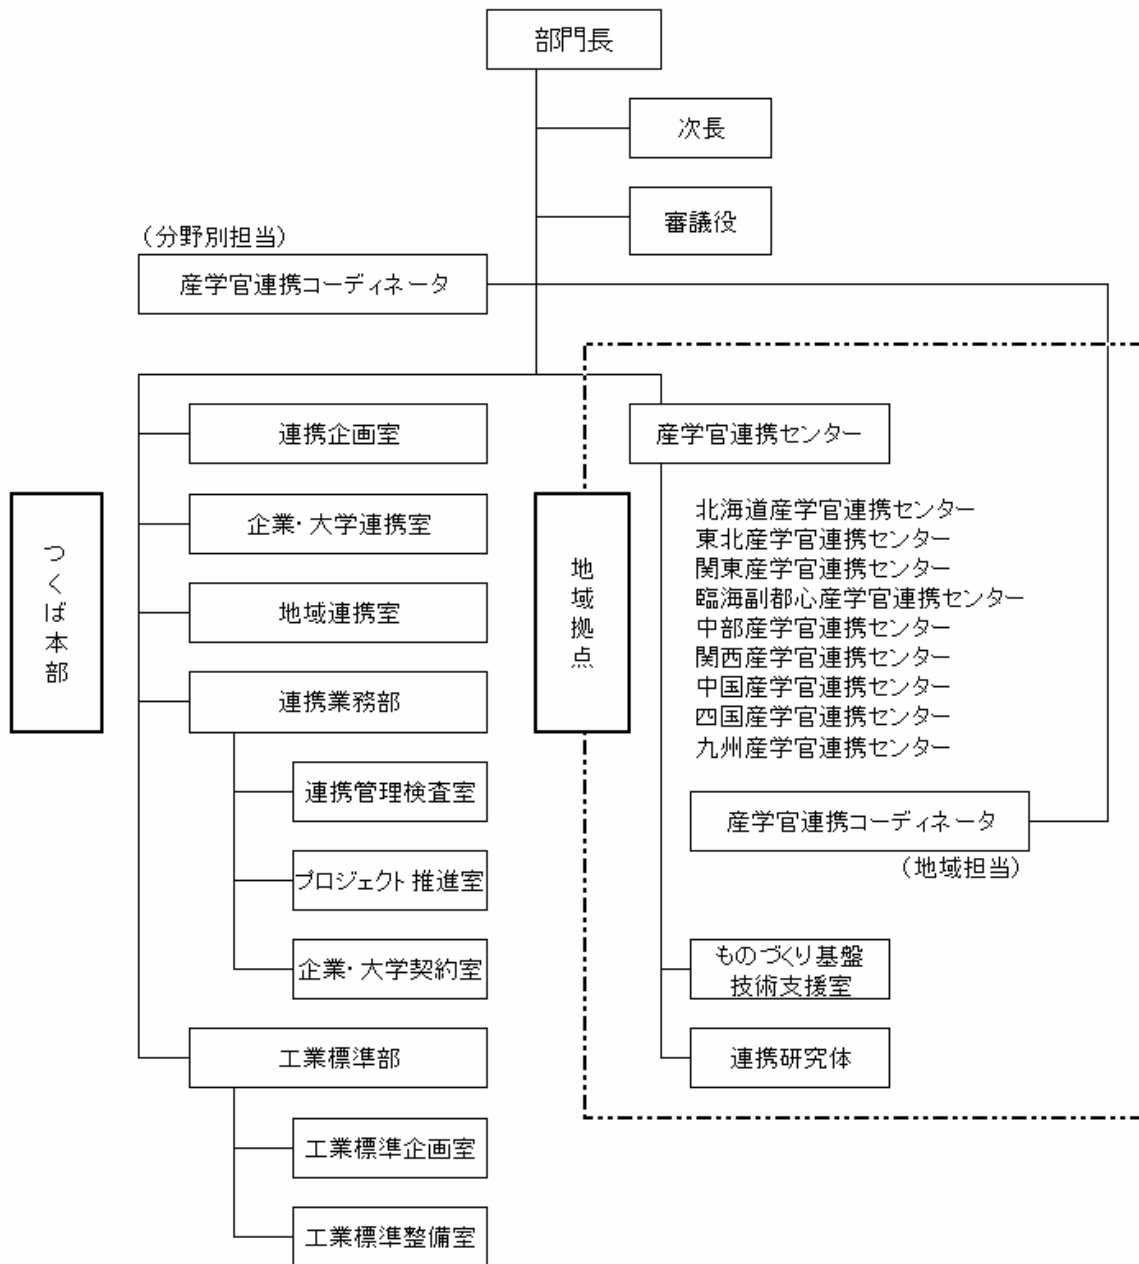 部門長
次長
審議役
(分野別担当)
産学官連携コーディネータ
つくば本部
連携企画室
企業・大学連携室
地域連携室
連携業務部
連携管理検査室
プロジェクト推進室
企業・大学契約室
工業標準部
工業標準企画室
工業標準整備室
地域拠点
産学官連携センター
北海道産学官連携センター
東北産学官連携センター
関東産学官連携センター
臨海副都心産学官連携センター
中部産学官連携センター
関西産学官連携センター
中国産学官連携センター
四国産学官連携センター
九州産学官連携センター
産学官連携コーディネータ
(地域担当)
ものづくり基盤
技術支援室
連携研究体